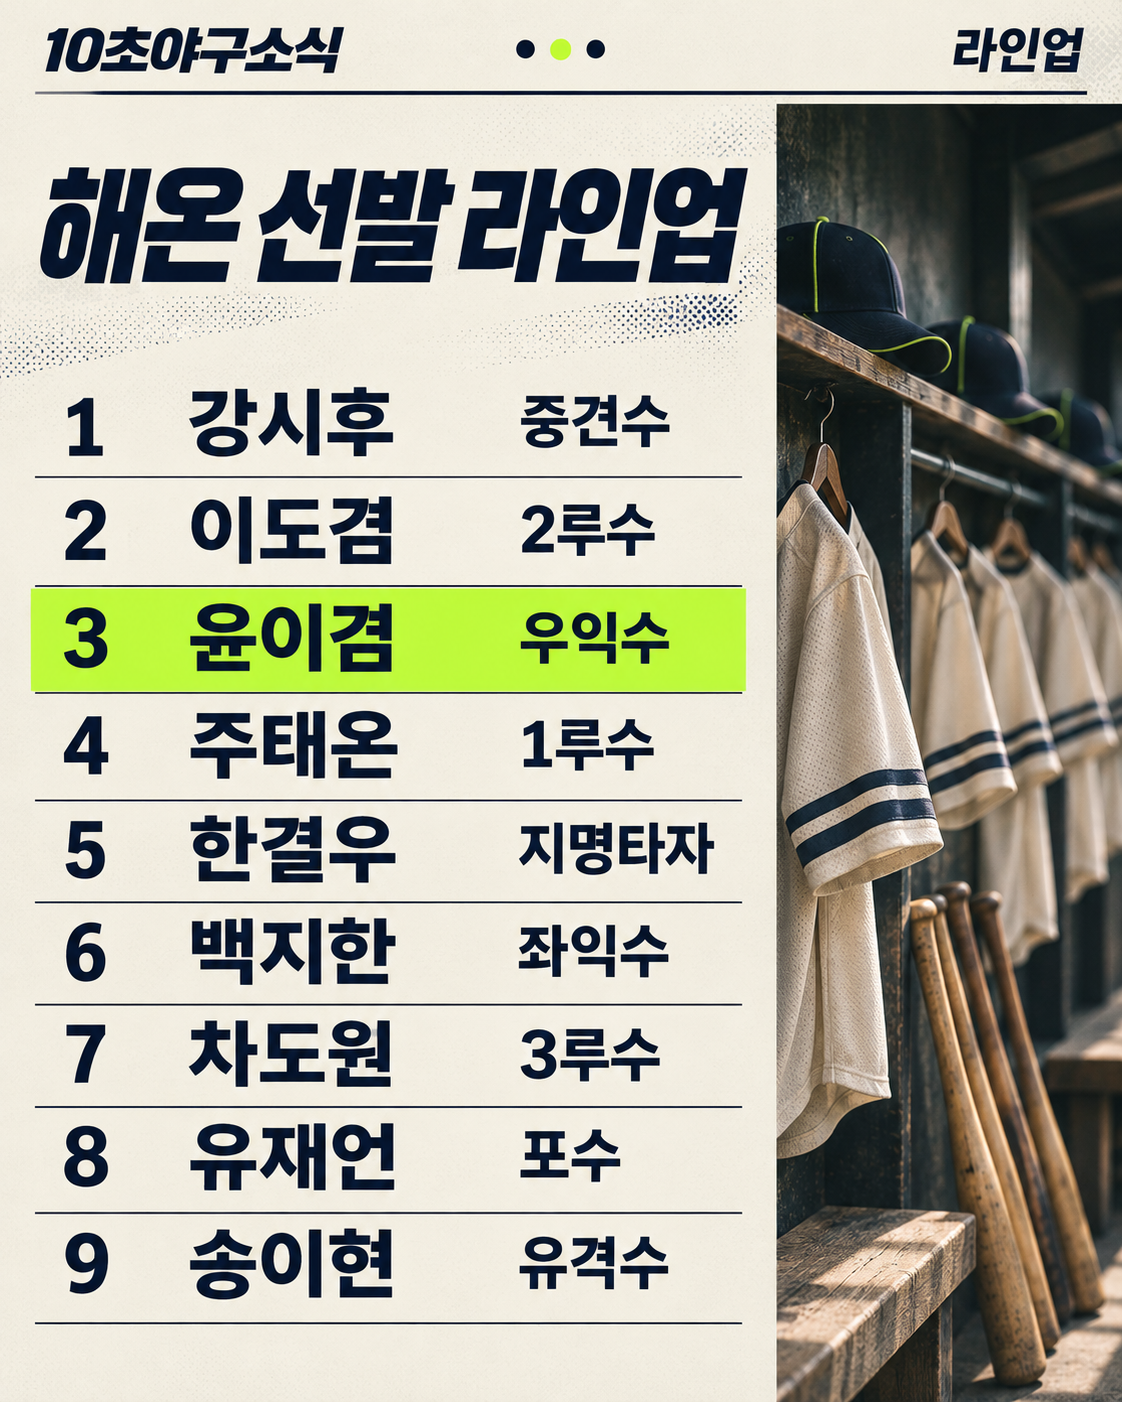 10초야구소식
라인업
해온 선발 라인업
1 강시후 중견수
2 이도겸 2루수
3 윤이겸 우익수
4 주태온 1루수
5 한결우 지명타자
6 백지한 좌익수
7 차도원 3루수
8 유재언 포수
9 송이현 유격수